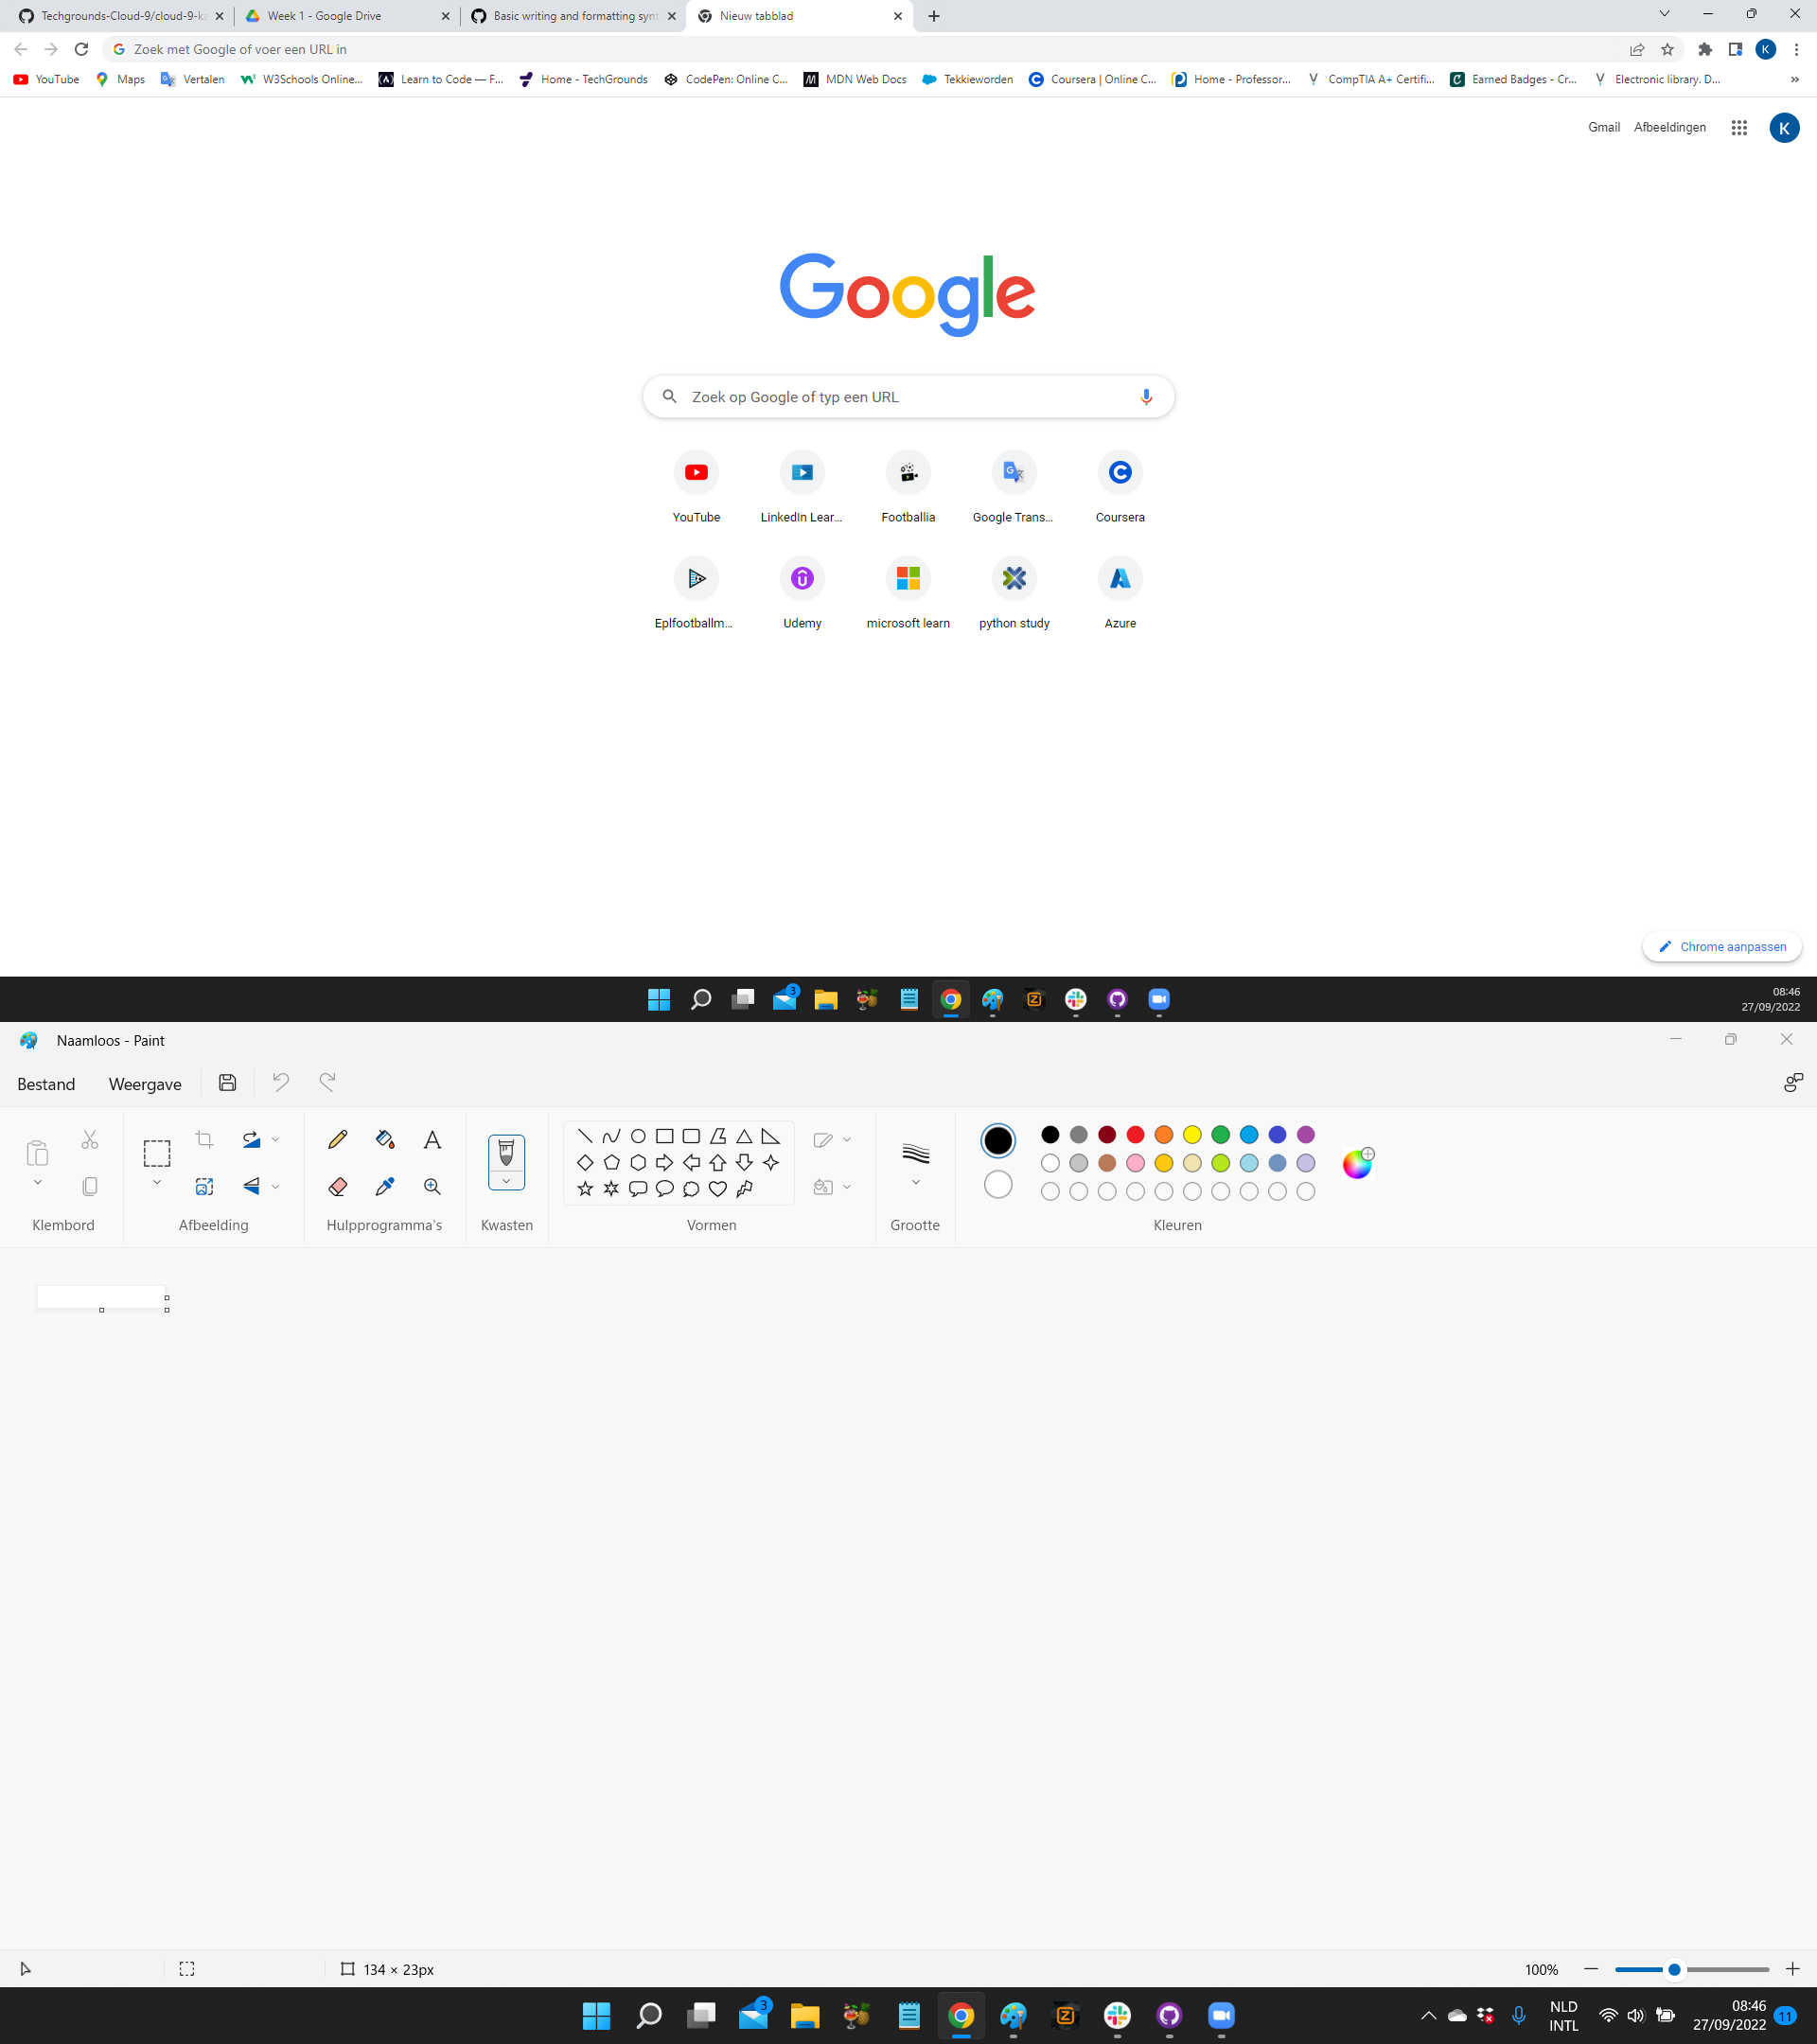 Techgrounds-Cloud-9/cloud-9-ka
Week 1 - Google Drive
Basic writing and formatting synt
Nieuw tabblad
Zoek met Google of voer een URL in
K
YouTube
Maps
Vertalen
W3Schools Online...
Learn to Code — F...
Home - TechGrounds
CodePen: Online C...
MDN Web Docs
Tekkieworden
Coursera | Online C...
Home - Professor...
CompTIA A+ Certifi...
Earned Badges - Cr...
Electronic library. D...
»
Gmail
Afbeeldingen
K
Google
Zoek op Google of typ een URL
YouTube
LinkedIn Lear...
Footballia
Google Trans...
Coursera
Eplfootballm...
Udemy
microsoft learn
python study
Azure
Chrome aanpassen
3
08:46
27/09/2022
Naamloos - Paint
Bestand
Weergave
Klembord
Afbeelding
Hulpprogramma's
Kwasten
Vormen
Grootte
Kleuren
134 × 23px
100%
3
NLD
INTL
08:46
27/09/2022
11